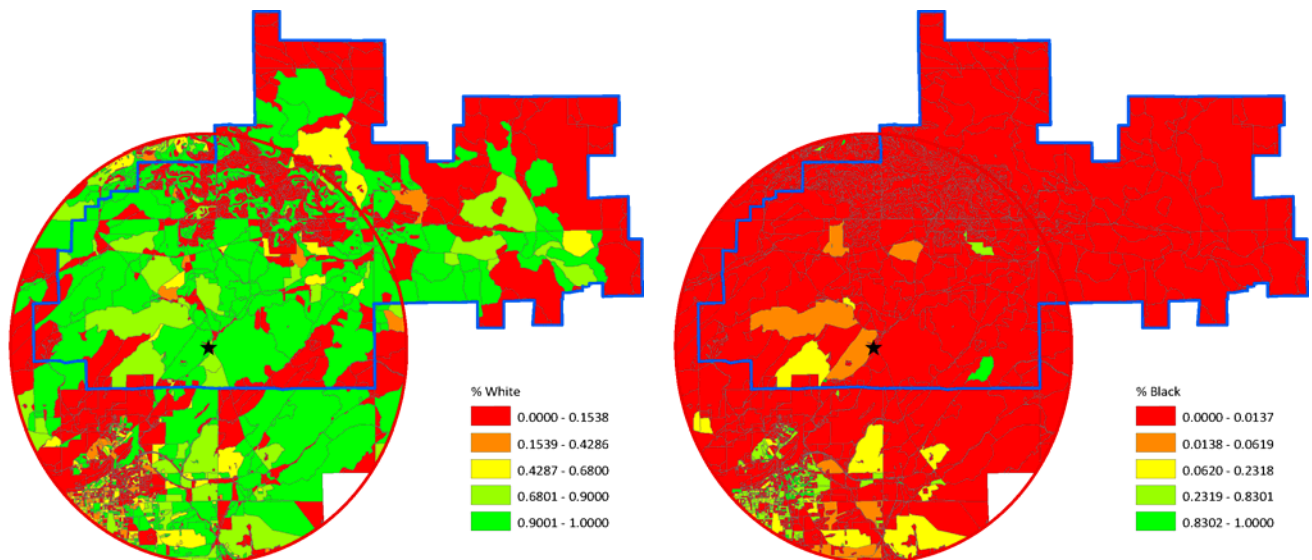 % White
0.0000 - 0.1538
0.1539 - 0.4286
0.4287 - 0.6800
0.6801 - 0.9000
0.9001 - 1.0000
% Black
0.0000 - 0.0137
0.0138 - 0.0619
0.0620 - 0.2318
0.2319 - 0.8301
0.8302 - 1.0000